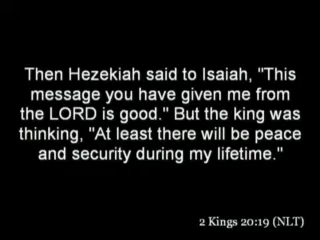 Then Hezekiah said to Isaiah, "This
message you have given me from
the LORD is good." But the king was
thinking, "At least there will be peace
and security during my lifetime."
2 Kings 20:19 (NLT)